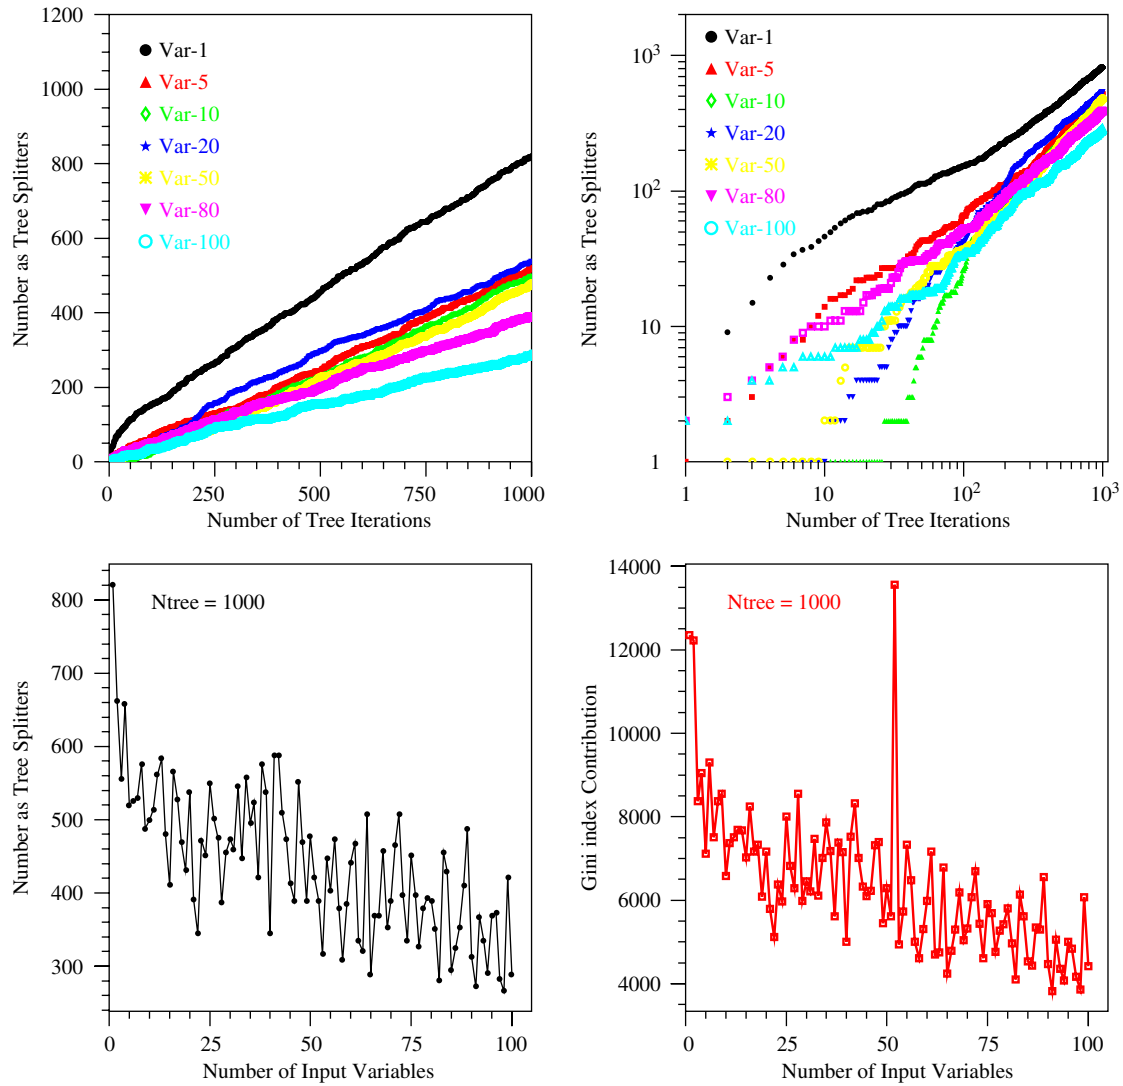 1200
1000
800
600
400
200
0
Number as Tree Splitters
Var-1
Var-5
Var-10
Var-20
Var-50
Var-80
Var-100
0 250 500 750 1000
Number of Tree Iterations
10³
10²
10
1
Number as Tree Splitters
Var-1
Var-5
Var-10
Var-20
Var-50
Var-80
Var-100
1 10 10² 10³
Number of Tree Iterations
800
700
600
500
400
300
Number as Tree Splitters
Ntree = 1000
0 25 50 75 100
Number of Input Variables
14000
12000
10000
8000
6000
4000
Gini index Contribution
Ntree = 1000
0 25 50 75 100
Number of Input Variables